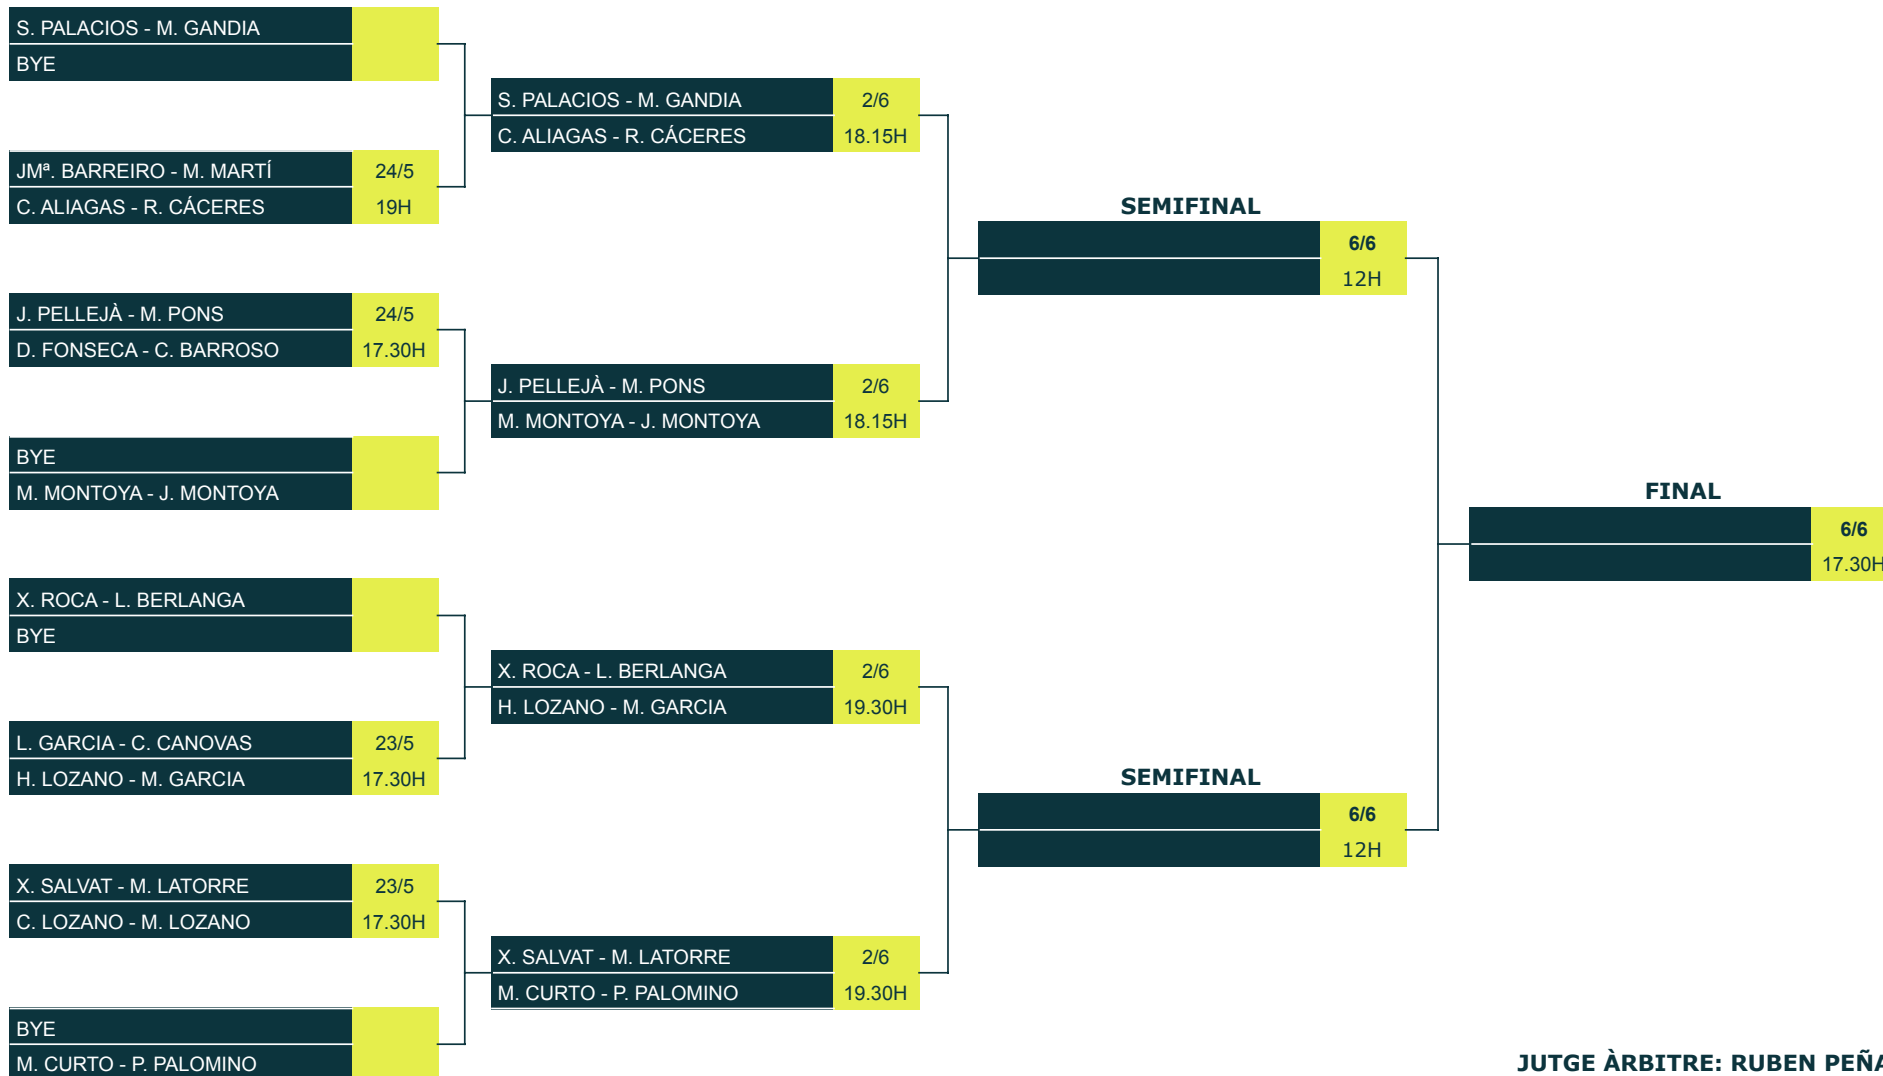 S. PALACIOS - M. GANDIA
BYE
JMª. BARREIRO - M. MARTÍ 24/5
C. ALIAGAS - R. CÁCERES 19H
J. PELLEJÀ - M. PONS 24/5
D. FONSECA - C. BARROSO 17.30H
BYE
M. MONTOYA - J. MONTOYA
X. ROCA - L. BERLANGA
BYE
L. GARCIA - C. CANOVAS 23/5
H. LOZANO - M. GARCIA 17.30H
X. SALVAT - M. LATORRE 23/5
C. LOZANO - M. LOZANO 17.30H
BYE
M. CURTO - P. PALOMINO
S. PALACIOS - M. GANDIA 2/6
C. ALIAGAS - R. CÁCERES 18.15H
J. PELLEJÀ - M. PONS 2/6
M. MONTOYA - J. MONTOYA 18.15H
X. ROCA - L. BERLANGA 2/6
H. LOZANO - M. GARCIA 19.30H
X. SALVAT - M. LATORRE 2/6
M. CURTO - P. PALOMINO 19.30H
SEMIFINAL
6/6
12H
SEMIFINAL
6/6
12H
FINAL
6/6
17.30H
JUTGE ÀRBITRE: RUBEN PEÑA